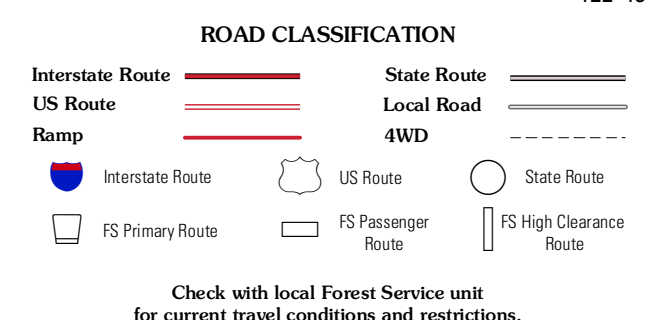 ROAD CLASSIFICATION
Interstate Route State Route
US Route Local Road
Ramp 4WD
Interstate Route US Route State Route
FS Primary Route FS Passenger Route FS High Clearance Route
Check with local Forest Service unit
for current travel conditions and restrictions.